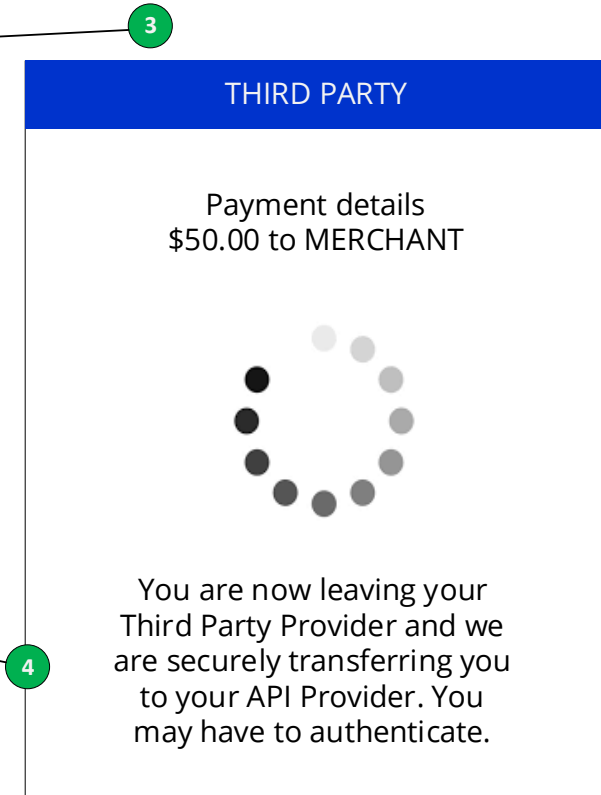 3
THIRD PARTY
Payment details
$50.00 to MERCHANT
You are now leaving your
Third Party Provider and we
are securely transferring you
to your API Provider. You
may have to authenticate.
4